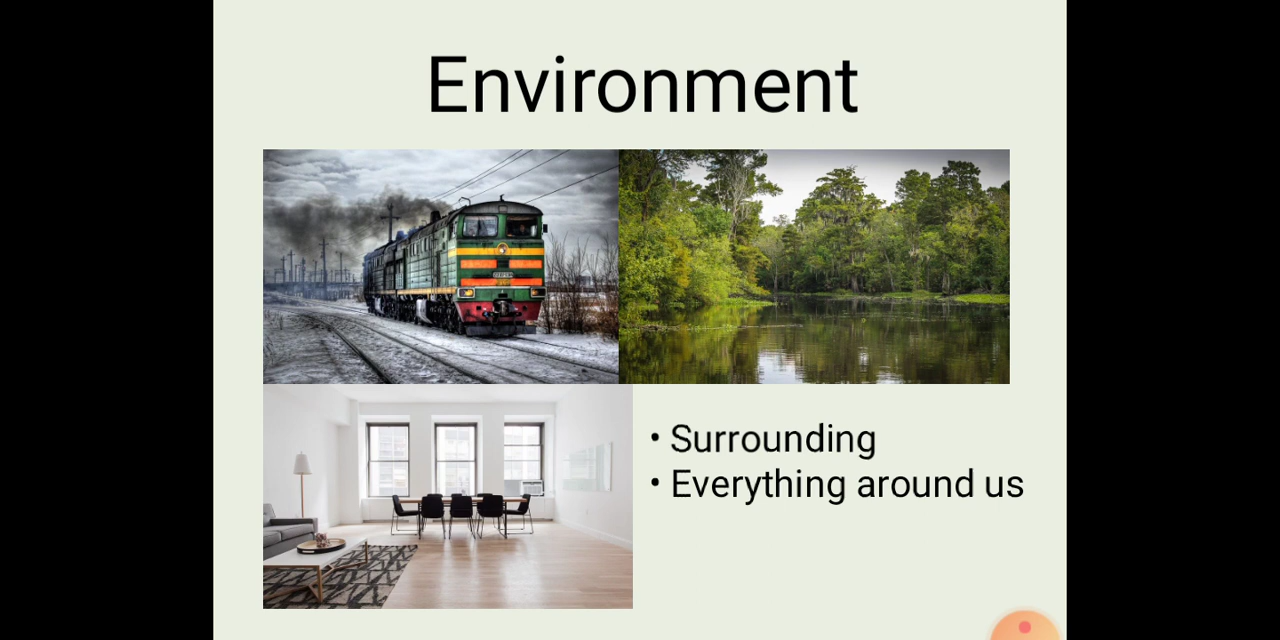 Environment
• Surrounding
• Everything around us